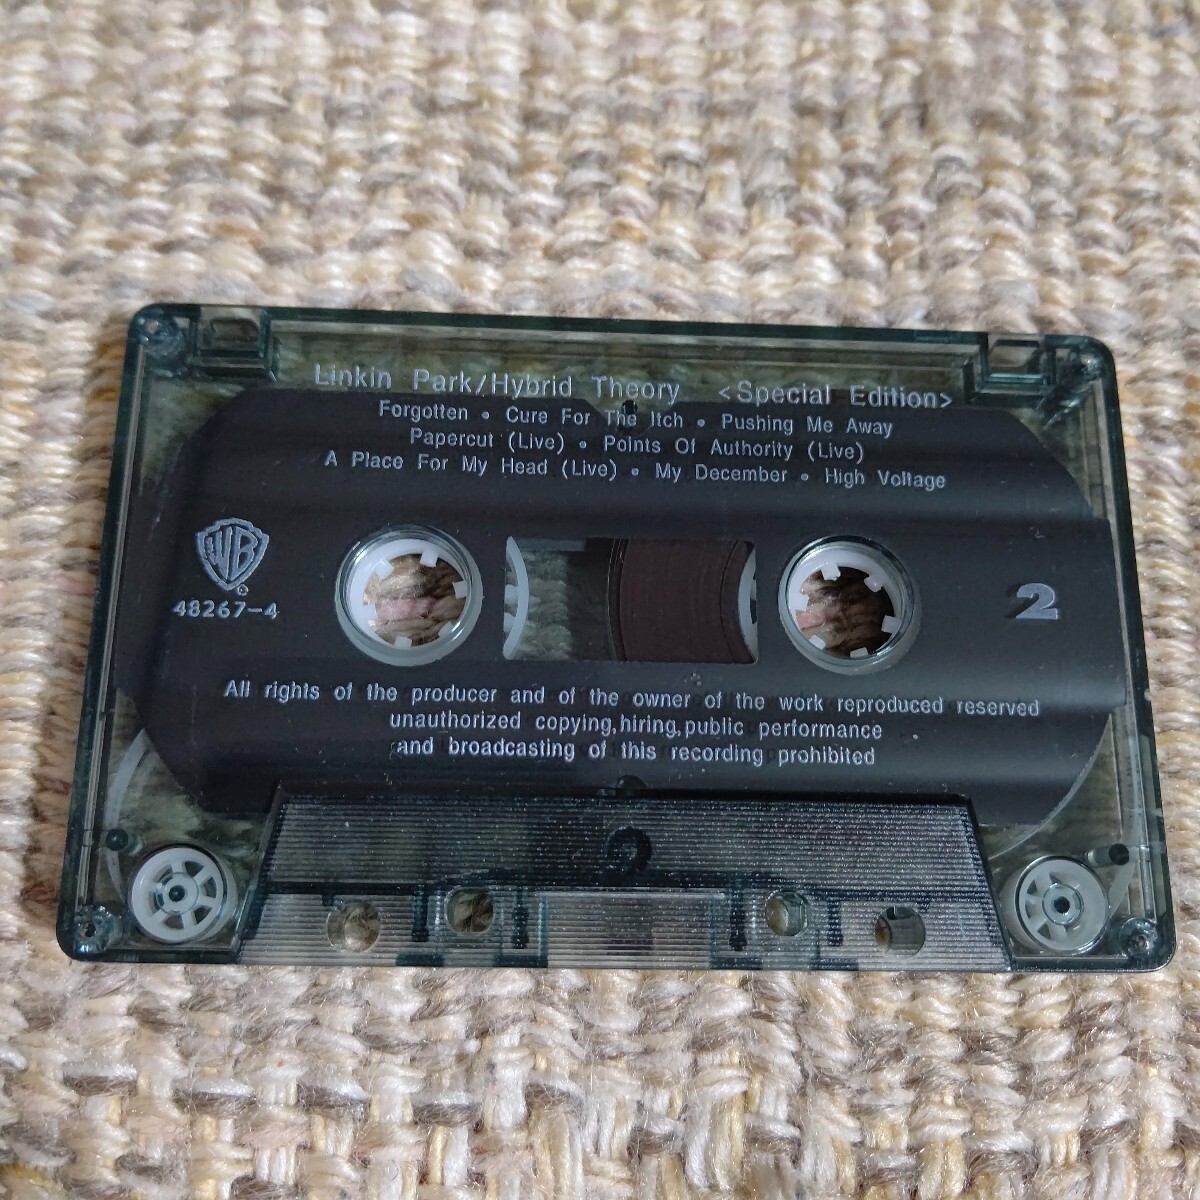 Linkin Park/Hybrid Theory <Special Edition>
Forgotten • Cure For The Itch • Pushing Me Away
Papercut (Live) • Points Of Authority (Live)
A Place For My Head (Live) • My December • High Voltage
WB
©
48267-4
2
All rights of the producer and of the owner of the work reproduced reserved
unauthorized copying,hiring,public performance
and broadcasting of this recording prohibited